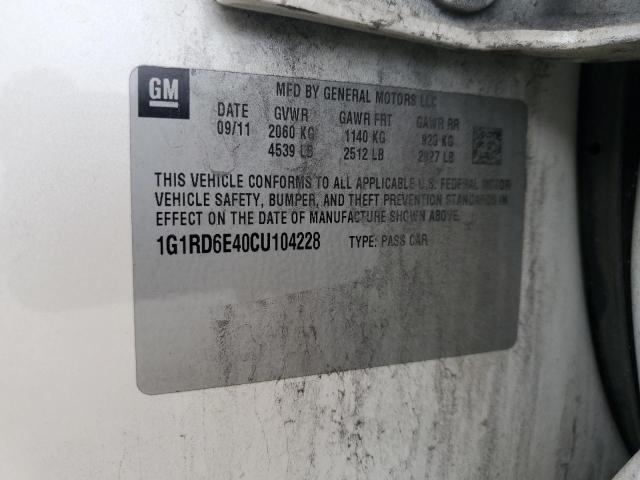 GM
MFD BY GENERAL MOTORS LLC
DATE GVWR GAWR FRT GAWR RR
09/11 2060 KG 1140 KG 920 KG
4539 LB 2512 LB 2027 LB
THIS VEHICLE CONFORMS TO ALL APPLICABLE U.S. FEDERAL MOTOR
VEHICLE SAFETY, BUMPER, AND THEFT PREVENTION STANDARDS IN
EFFECT ON THE DATE OF MANUFACTURE SHOWN ABOVE.
1G1RD6E40CU104228 TYPE: PASS CAR